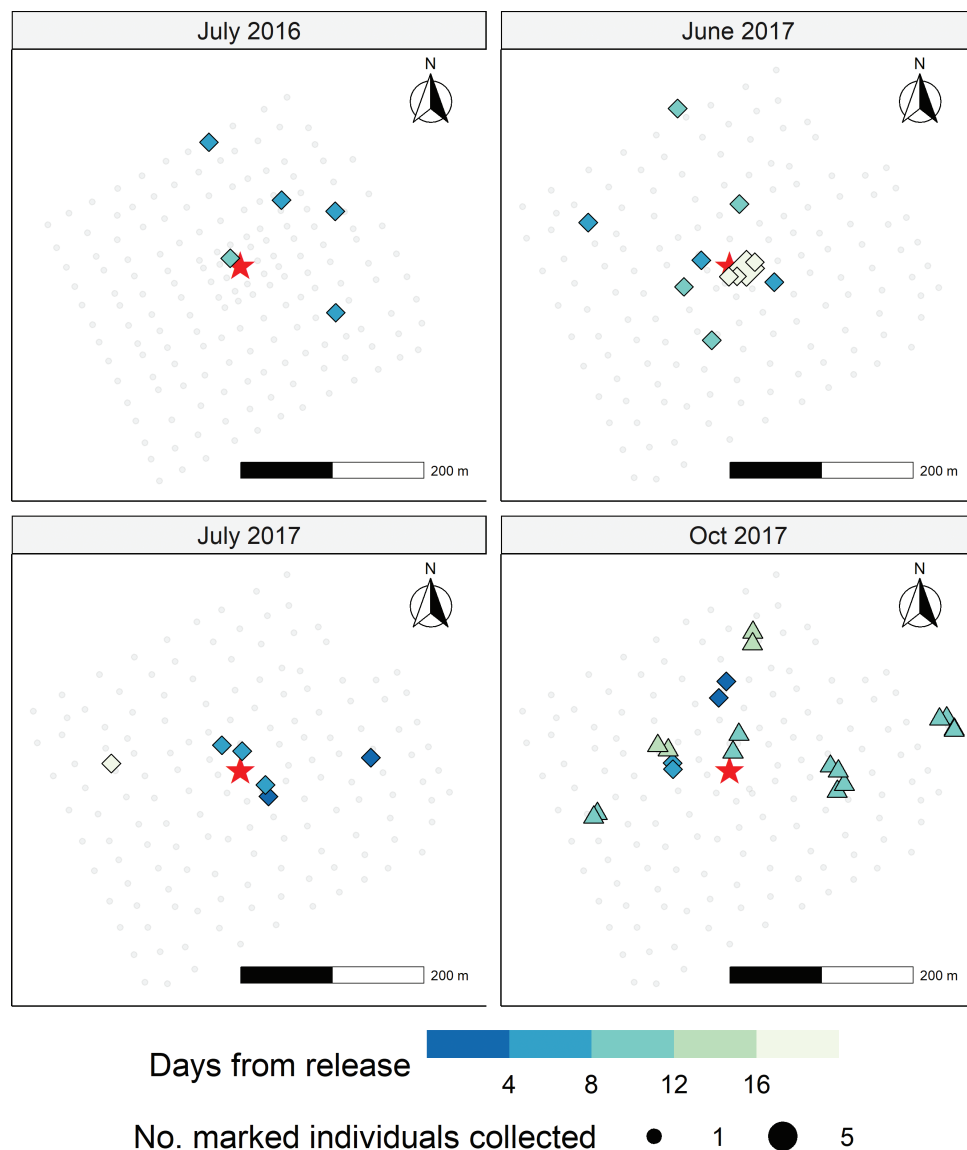 July 2016
June 2017
N
N
200 m
200 m
July 2017
Oct 2017
N
N
200 m
200 m
Days from release
4 8 12 16
No. marked individuals collected 1 5